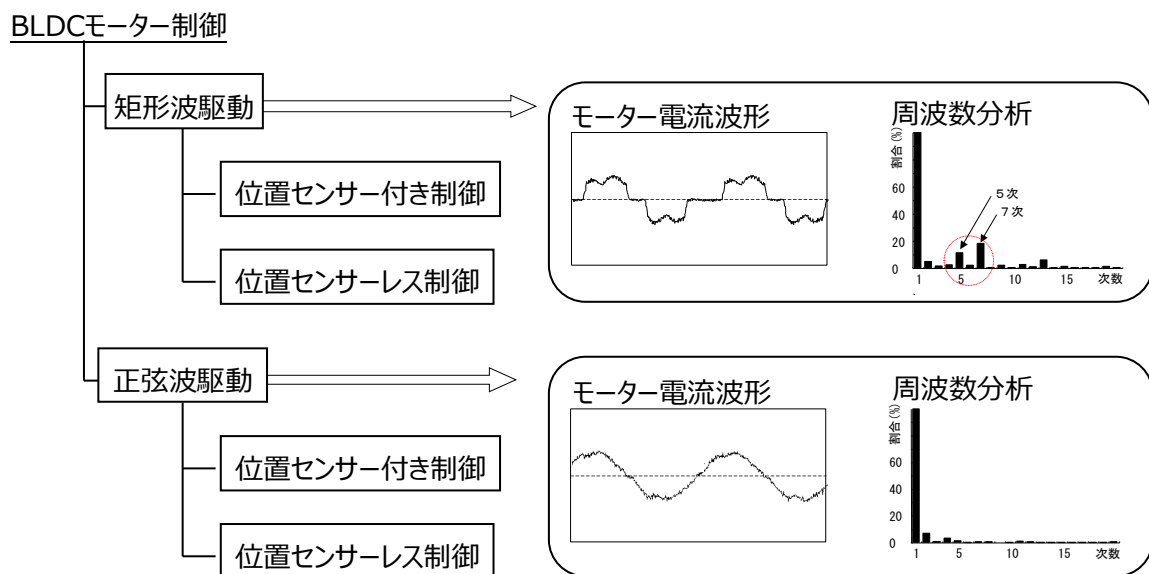 BLDCモーター制御
矩形波駆動
位置センサー付き制御
位置センサーレス制御
モーター電流波形
周波数分析
割合(%)
60
40
20
0
5次
7次
1 5 10 15 次数
正弦波駆動
位置センサー付き制御
位置センサーレス制御
モーター電流波形
周波数分析
割合(%)
60
40
20
0
1 5 10 15 次数